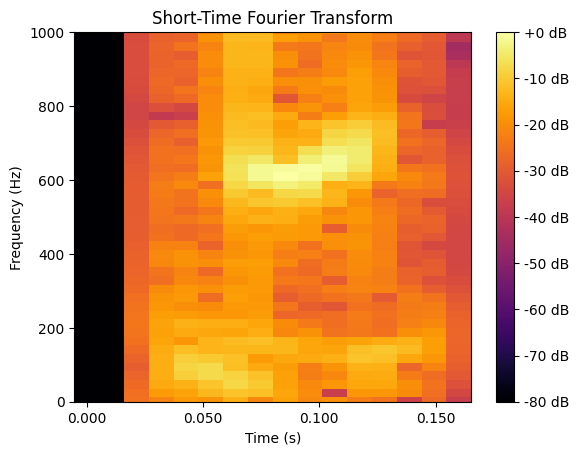 Short-Time Fourier Transform
1000
800
600
400
200
0
Frequency (Hz)
0.000
0.050
0.100
0.150
Time (s)
+0 dB
-10 dB
-20 dB
-30 dB
-40 dB
-50 dB
-60 dB
-70 dB
-80 dB